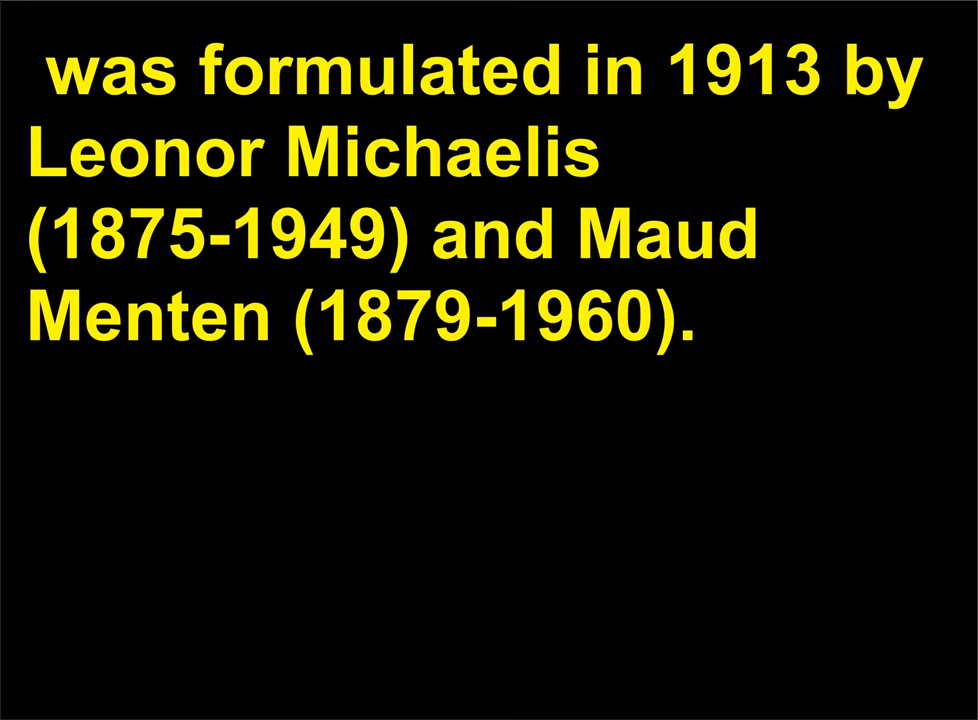 was formulated in 1913 by
Leonor Michaelis
(1875-1949) and Maud
Menten (1879-1960).